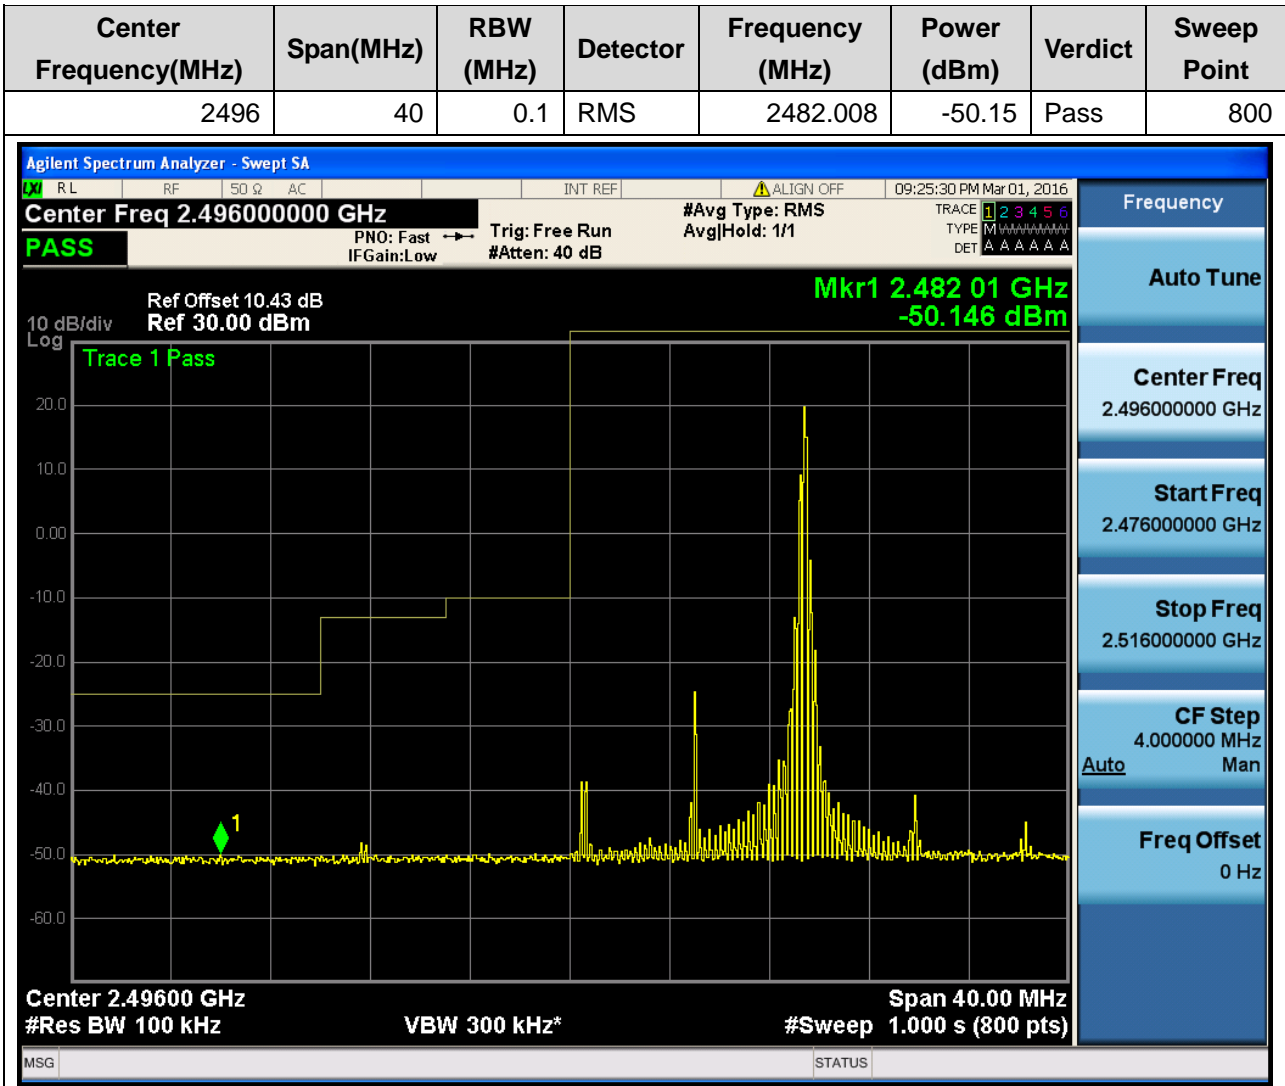 Center Frequency(MHz) Span(MHz) RBW (MHz) Detector Frequency (MHz) Power (dBm) Verdict Sweep Point
2496 40 0.1 RMS 2482.008 -50.15 Pass 800
Agilent Spectrum Analyzer - Swept SA
LXI RL RF 50 Ω AC INT REF ALIGN OFF 09:25:30 PM Mar 01, 2016
Center Freq 2.496000000 GHz
PASS
PNO: Fast
IFGain:Low
Trig: Free Run
#Atten: 40 dB
#Avg Type: RMS
Avg|Hold: 1/1
TRACE 1 2 3 4 5 6
TYPE M
DET A A A A A A
Mkr1 2.482 01 GHz
-50.146 dBm
Ref Offset 10.43 dB
10 dB/div Ref 30.00 dBm
Log
Trace 1 Pass
20.0
10.0
0.00
-10.0
-20.0
-30.0
-40.0
-50.0
-60.0
1
Center 2.49600 GHz Span 40.00 MHz
#Res BW 100 kHz VBW 300 kHz* #Sweep 1.000 s (800 pts)
MSG STATUS
Frequency
Auto Tune
Center Freq
2.496000000 GHz
Start Freq
2.476000000 GHz
Stop Freq
2.516000000 GHz
CF Step
4.000000 MHz
Auto Man
Freq Offset
0 Hz